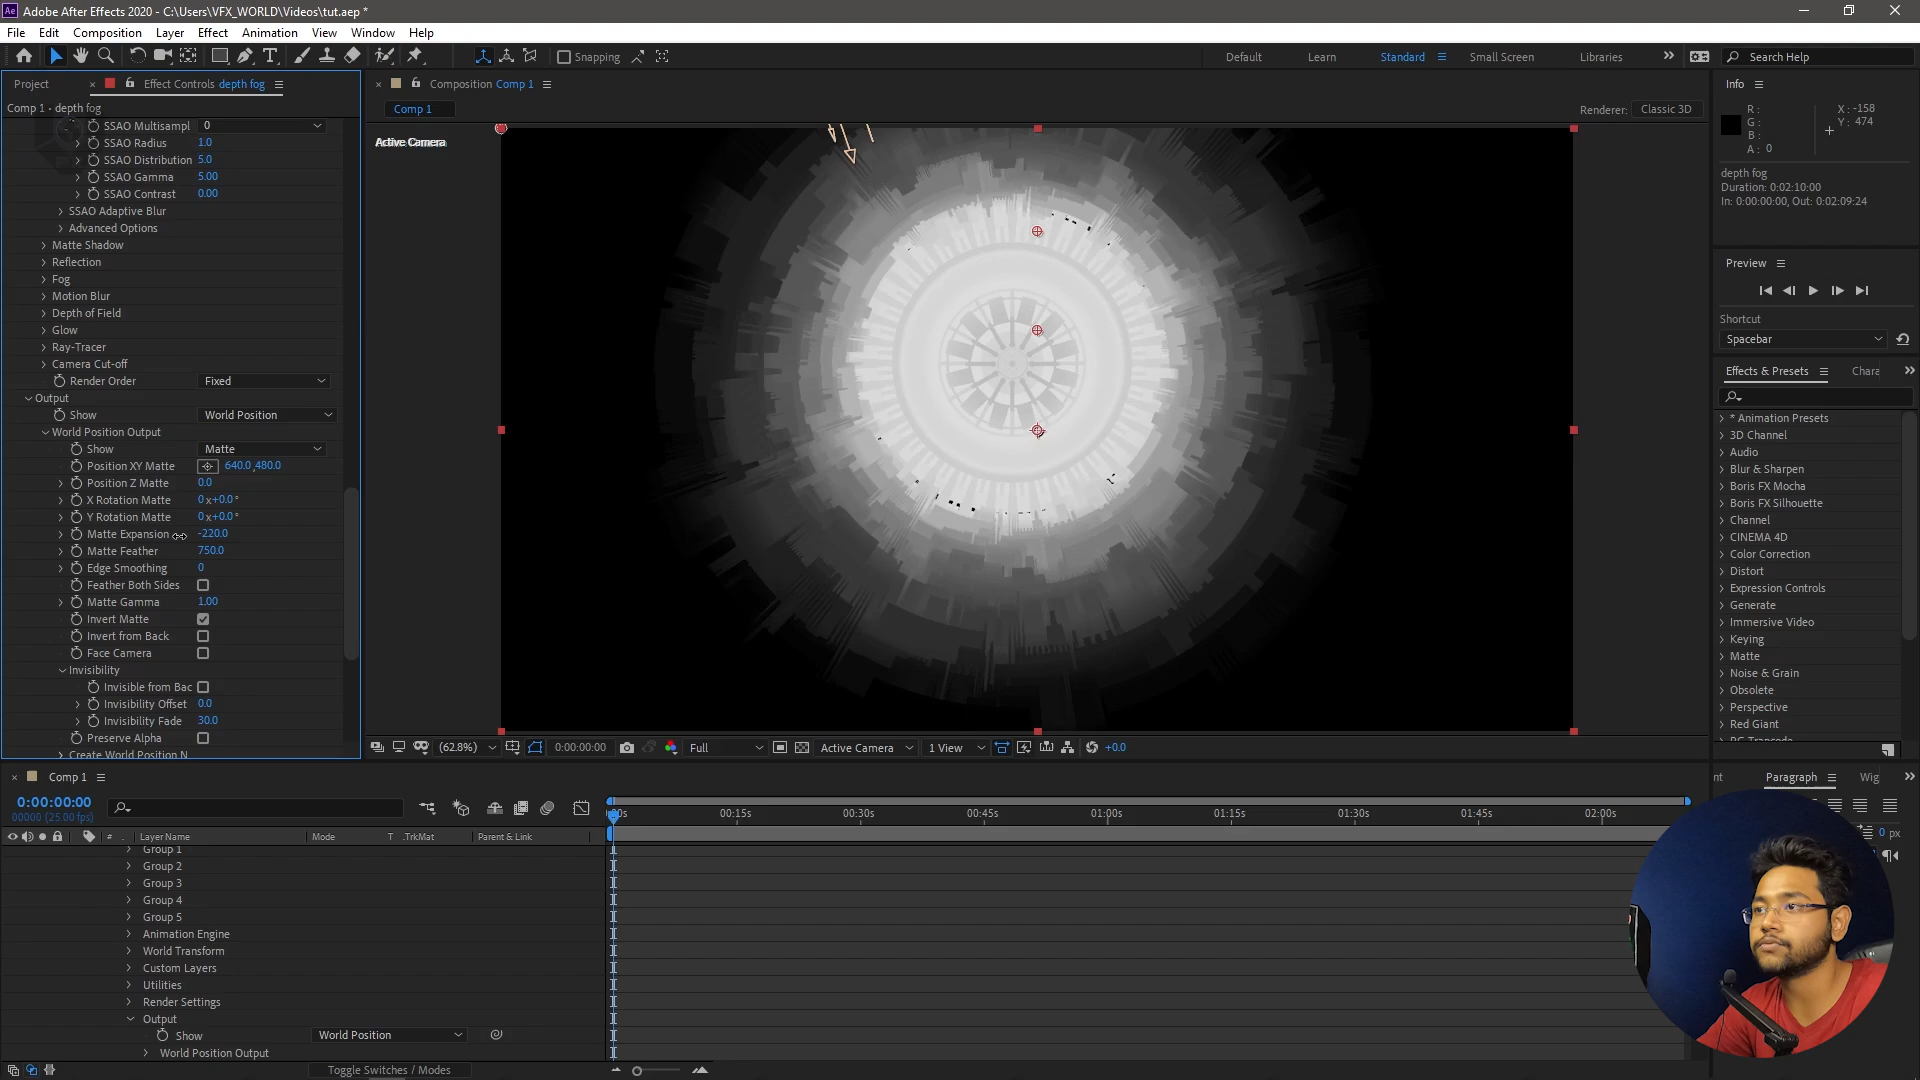 Ae Adobe After Effects 2020 - C:\Users\VFX_WORLD\Videos\tut.aep *
File Edit Composition Layer Effect Animation View Window Help
Snapping
Default Learn Standard Small Screen Libraries
Search Help
Project
Effect Controls depth fog
Composition Comp 1
Comp 1 • depth fog
Comp 1
Renderer: Classic 3D
Active Camera
SSAO Multisampl 0
SSAO Radius 1.0
SSAO Distribution 5.0
SSAO Gamma 5.00
SSAO Contrast 0.00
SSAO Adaptive Blur
Advanced Options
Matte Shadow
Reflection
Fog
Motion Blur
Depth of Field
Glow
Ray-Tracer
Camera Cut-off
Render Order Fixed
Output
Show World Position
World Position Output
Show Matte
Position XY Matte 640.0,480.0
Position Z Matte 0.0
X Rotation Matte 0x+0.0°
Y Rotation Matte 0x+0.0°
Matte Expansion -220.0
Matte Feather 750.0
Edge Smoothing 0
Feather Both Sides
Matte Gamma 1.00
Invert Matte
Invert from Back
Face Camera
Invisibility
Invisible from Bac
Invisibility Offset 0.0
Invisibility Fade 30.0
Preserve Alpha
Create World Position N
(62.8%) 0:00:00:00 Full Active Camera 1 View +0.0
Info
R:
G:
B:
A: 0
X: -158
Y: 474
depth fog
Duration: 0:02:10:00
In: 0:00:00:00, Out: 0:02:09:24
Preview
Shortcut
Spacebar
Effects & Presets Chara
* Animation Presets
3D Channel
Audio
Blur & Sharpen
Boris FX Mocha
Boris FX Silhouette
Channel
CINEMA 4D
Color Correction
Distort
Expression Controls
Generate
Immersive Video
Keying
Matte
Noise & Grain
Obsolete
Perspective
Red Giant
nt Paragraph Wig
0 px
Comp 1
0:00:00:00
00000 (25.00 fps)
00:15s 00:30s 00:45s 01:00s 01:15s 01:30s 01:45s 02:00s
# Layer Name Mode T .TrkMat Parent & Link
Group 1
Group 2
Group 3
Group 4
Group 5
Animation Engine
World Transform
Custom Layers
Utilities
Render Settings
Output
Show World Position
World Position Output
Toggle Switches / Modes